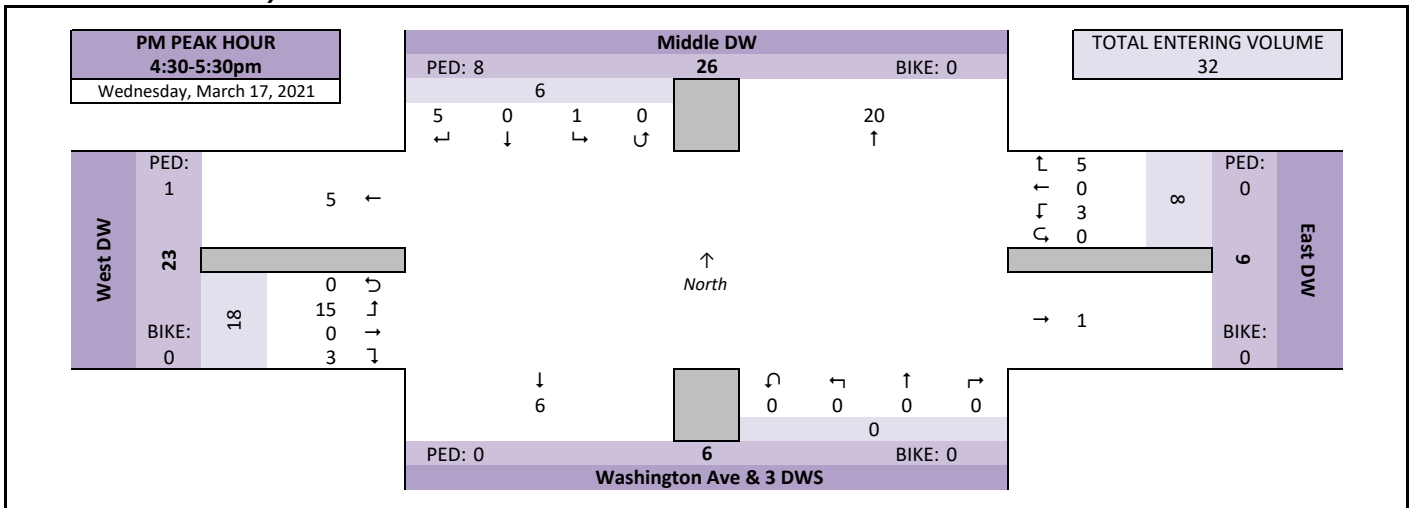 PM PEAK HOUR
4:30-5:30pm
Wednesday, March 17, 2021
Middle DW
PED: 8 26 BIKE: 0
TOTAL ENTERING VOLUME
32
6
5 0 1 0 20
↵ ↓ ↳ ↺ ↑
West DW
PED:
1
23
BIKE:
0
18
5 ←
0 ⮌
15 ↰
0 →
3 ↴
↑
North
↱ 5
← 0
↲ 3
⮎ 0
8
→ 1
PED:
0
9
BIKE:
0
East DW
↓ ↶ ↰ ↑ ↱
6 0 0 0 0
0
PED: 0 6 BIKE: 0
Washington Ave & 3 DWS